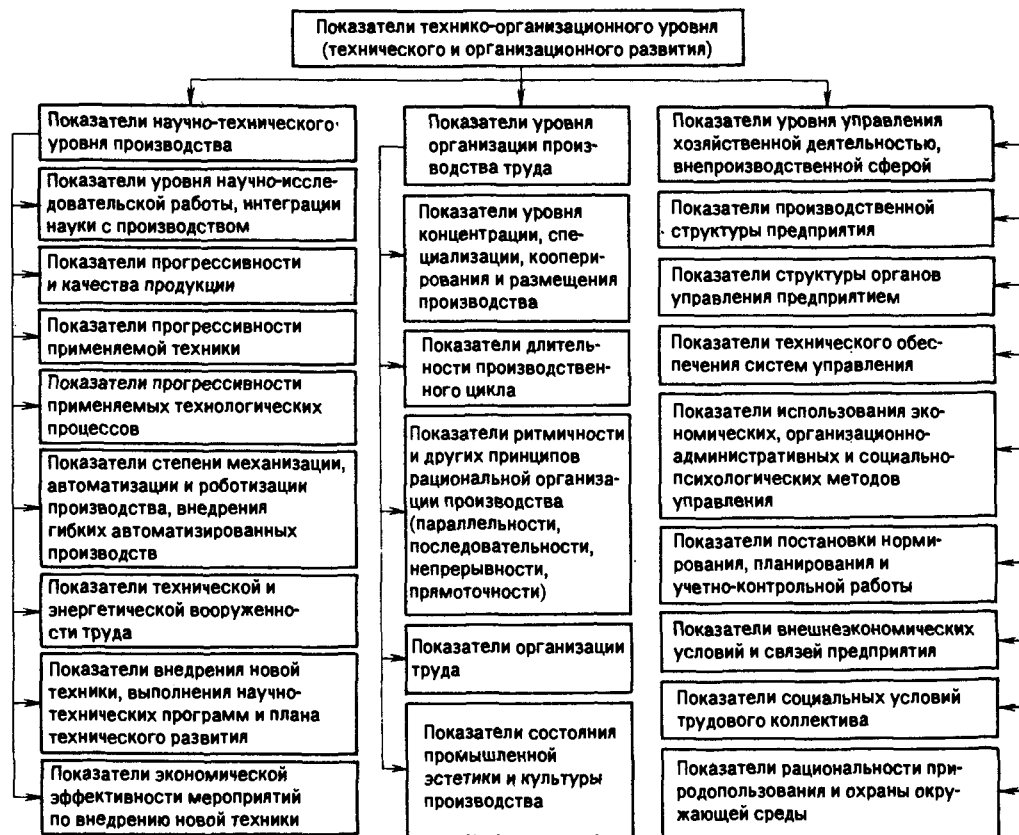 Показатели технико-организационного уровня
(технического и организационного развития)
Показатели научно-технического
уровня производства
Показатели уровня научно-иссле-
довательской работы, интеграции
науки с производством
Показатели прогрессивности
и качества продукции
Показатели прогрессивности
применяемой техники
Показатели прогрессивности
применяемых технологических
процессов
Показатели степени механизации,
автоматизации и роботизации
производства, внедрения
гибких автоматизированных
производств
Показатели технической и
энергетической вооруженно-
сти труда
Показатели внедрения новой
техники, выполнения научно-
технических программ и плана
технического развития
Показатели экономической
эффективности мероприятий
по внедрению новой техники
Показатели уровня
организации произ-
водства труда
Показатели уровня
концентрации, спе-
циализации, коопери-
рования и размещения
производства
Показатели длитель-
ности производствен-
ного цикла
Показатели ритмичности
и других принципов
рациональной организа-
ции производства
(параллельности,
последовательности,
непрерывности,
прямоточности)
Показатели организации
труда
Показатели состояния
промышленной
эстетики и культуры
производства
Показатели уровня управления
хозяйственной деятельностью,
внепроизводственной сферой
Показатели производственной
структуры предприятия
Показатели структуры органов
управления предприятием
Показатели технического обес-
печения систем управления
Показатели использования эко-
номических, организационно-
административных и социально-
психологических методов
управления
Показатели постановки норми-
рования, планирования и
учетно-контрольной работы
Показатели внешнеэкономических
условий и связей предприятия
Показатели социальных условий
трудового коллектива
Показатели рациональности при-
родопользования и охраны окру-
жающей среды